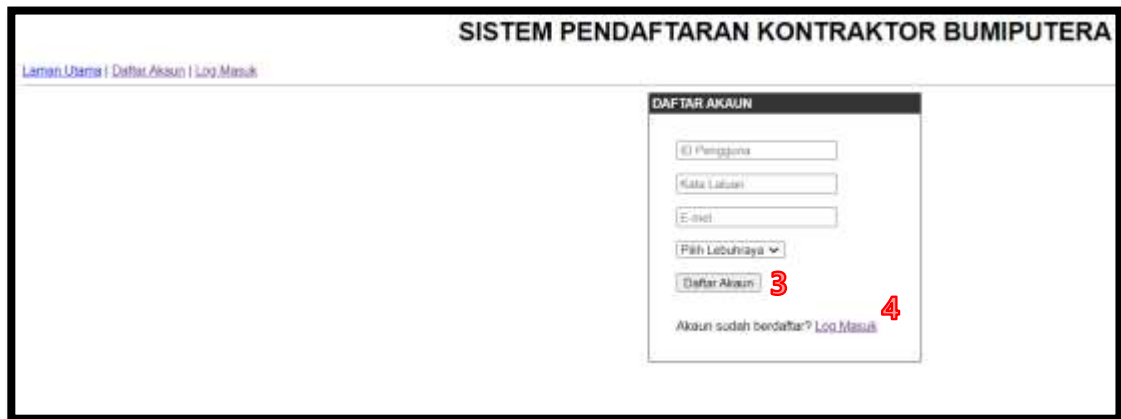 SISTEM PENDAFTARAN KONTRAKTOR BUMIPUTERA
Laman Utama | Daftar Akaun | Log Masuk
DAFTAR AKAUN
ID Pengguna
Kata Laluan
E-mel
Pilih Lebuhraya
Daftar Akaun 3
4
Akaun sudah berdaftar? Log Masuk